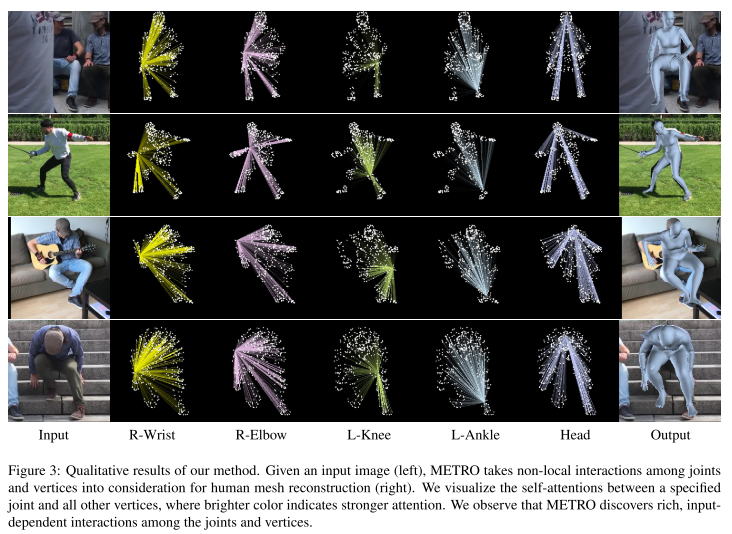 Input R-Wrist R-Elbow L-Knee L-Ankle Head Output
Figure 3: Qualitative results of our method. Given an input image (left), METRO takes non-local interactions among joints
and vertices into consideration for human mesh reconstruction (right). We visualize the self-attentions between a specified
joint and all other vertices, where brighter color indicates stronger attention. We observe that METRO discovers rich, input-
dependent interactions among the joints and vertices.